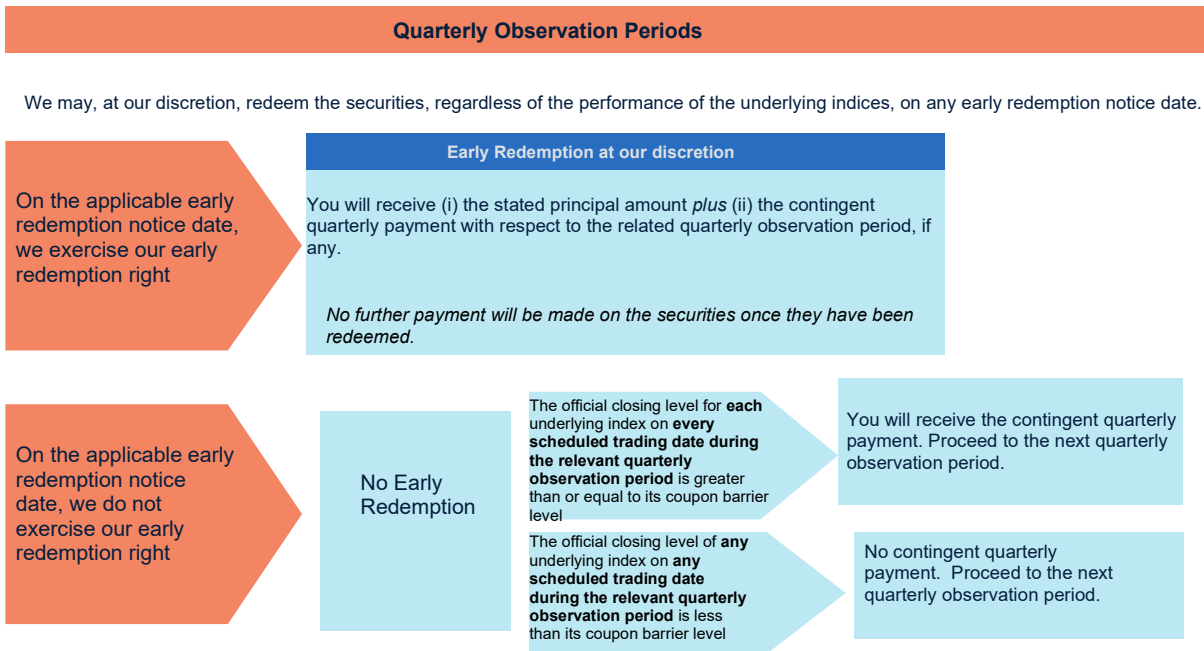 Quarterly Observation Periods
We may, at our discretion, redeem the securities, regardless of the performance of the underlying indices, on any early redemption notice date.
On the applicable early
redemption notice date,
we exercise our early
redemption right
Early Redemption at our discretion
You will receive (i) the stated principal amount plus (ii) the contingent
quarterly payment with respect to the related quarterly observation period, if
any.
No further payment will be made on the securities once they have been
redeemed.
On the applicable early
redemption notice
date, we do not
exercise our early
redemption right
No Early
Redemption
The official closing level for each
underlying index on every
scheduled trading date during
the relevant quarterly
observation period is greater
than or equal to its coupon barrier
level
You will receive the contingent quarterly
payment. Proceed to the next quarterly
observation period.
The official closing level of any
underlying index on any
scheduled trading date
during the relevant quarterly
observation period is less
than its coupon barrier level
No contingent quarterly
payment.  Proceed to the next
quarterly observation period.